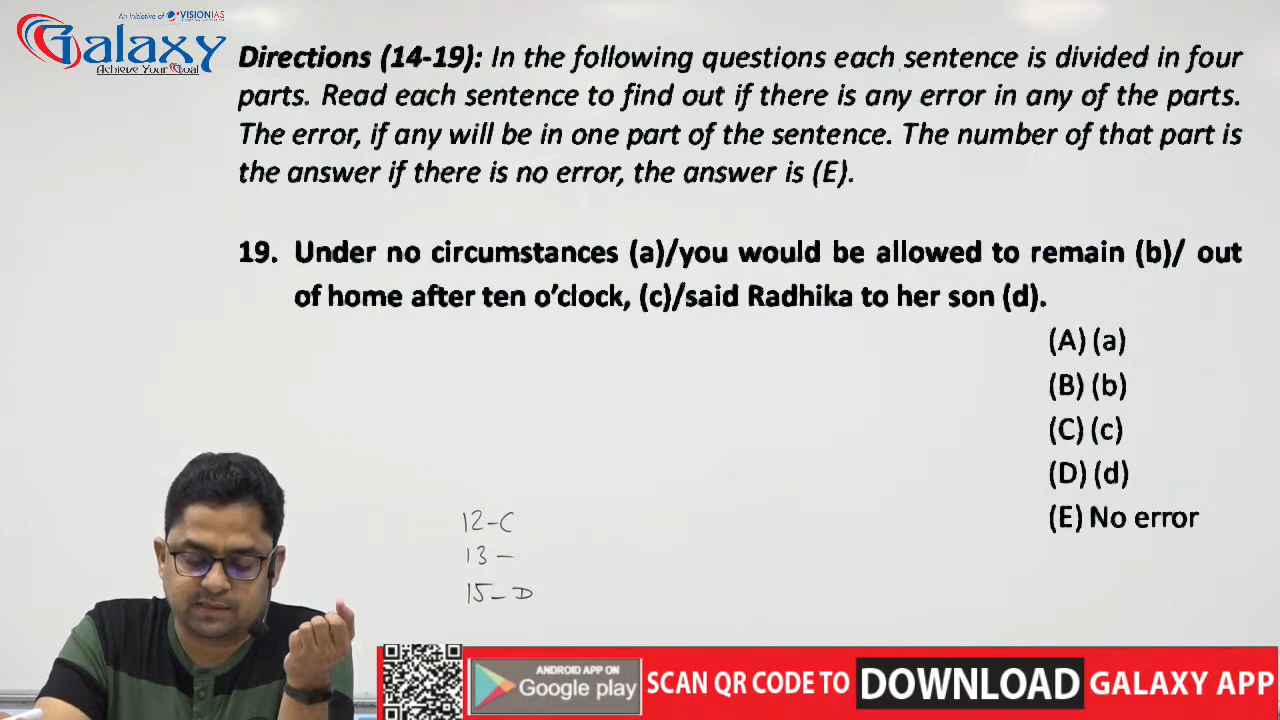 An initiative of VISIONIAS
Galaxy
Achieve Your Goal
Directions (14-19): In the following questions each sentence is divided in four
parts. Read each sentence to find out if there is any error in any of the parts.
The error, if any will be in one part of the sentence. The number of that part is
the answer if there is no error, the answer is (E).
19. Under no circumstances (a)/you would be allowed to remain (b)/ out
of home after ten o’clock, (c)/said Radhika to her son (d).
(A) (a)
(B) (b)
(C) (c)
(D) (d)
(E) No error
12-C
13-
15-D
ANDROID APP ON
Google play
SCAN QR CODE TO DOWNLOAD GALAXY APP